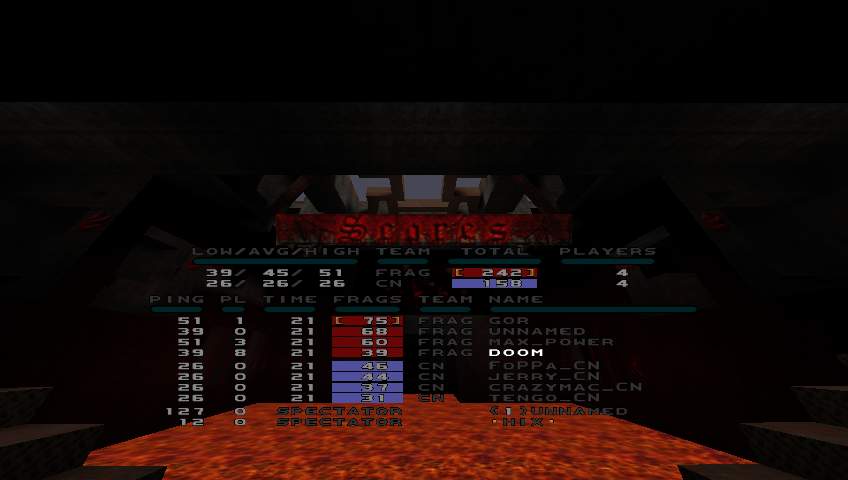 Scores
LOW/AVG/HIGH TEAM TOTAL PLAYERS
39/ 45/ 51 FRAG [ 242 ] 4
26/ 26/ 26 CN 158 4
PING PL TIME FRAGS TEAM NAME
51 1 21 [ 75 ] FRAG GOR
39 0 21 68 FRAG UNNAMED
51 3 21 60 FRAG MAX_POWER
39 8 21 39 FRAG DOOM
26 0 21 46 CN FOPPA_CN
26 0 21 44 CN JERRY_CN
26 0 21 37 CN CRAZYMAC_CN
26 0 21 31 CN TENGO_CN
127 0 SPECTATOR (1)UNNAMED
12 0 SPECTATOR